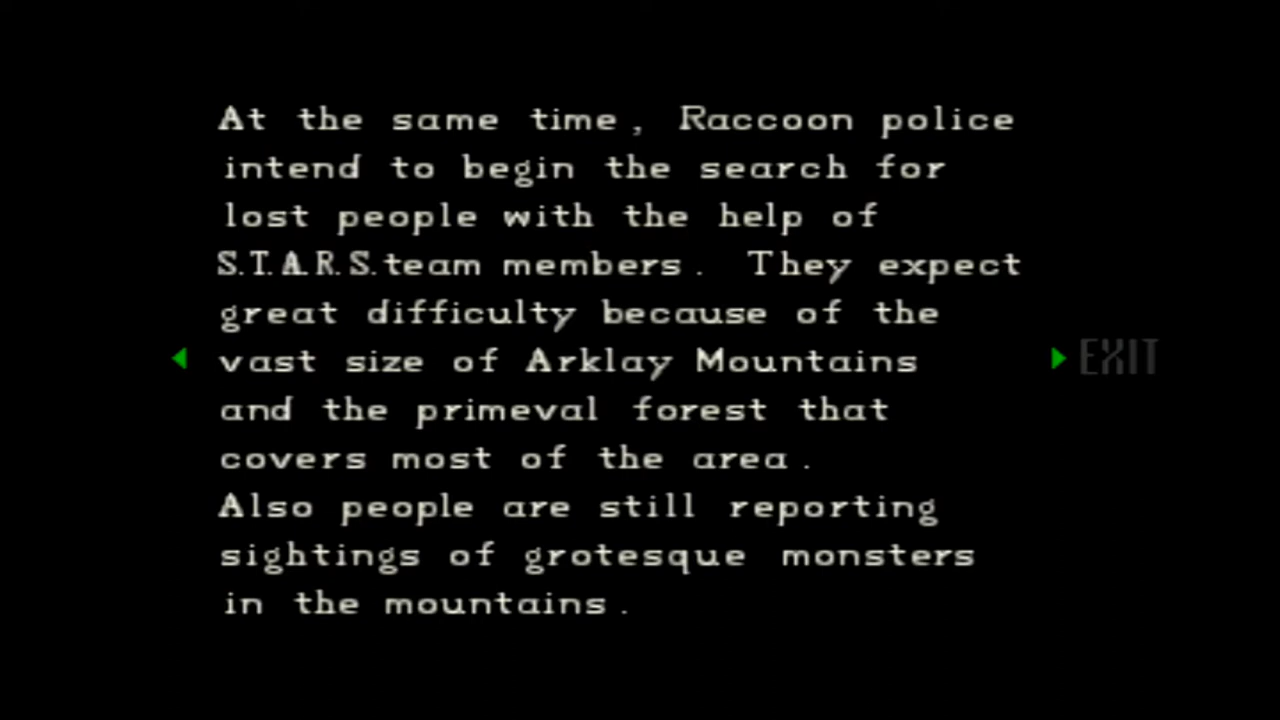 At the same time, Raccoon police
intend to begin the search for
lost people with the help of
S.T.A.R.S.team members. They expect
great difficulty because of the
vast size of Arklay Mountains
and the primeval forest that
covers most of the area.
Also people are still reporting
sightings of grotesque monsters
in the mountains.
EXIT